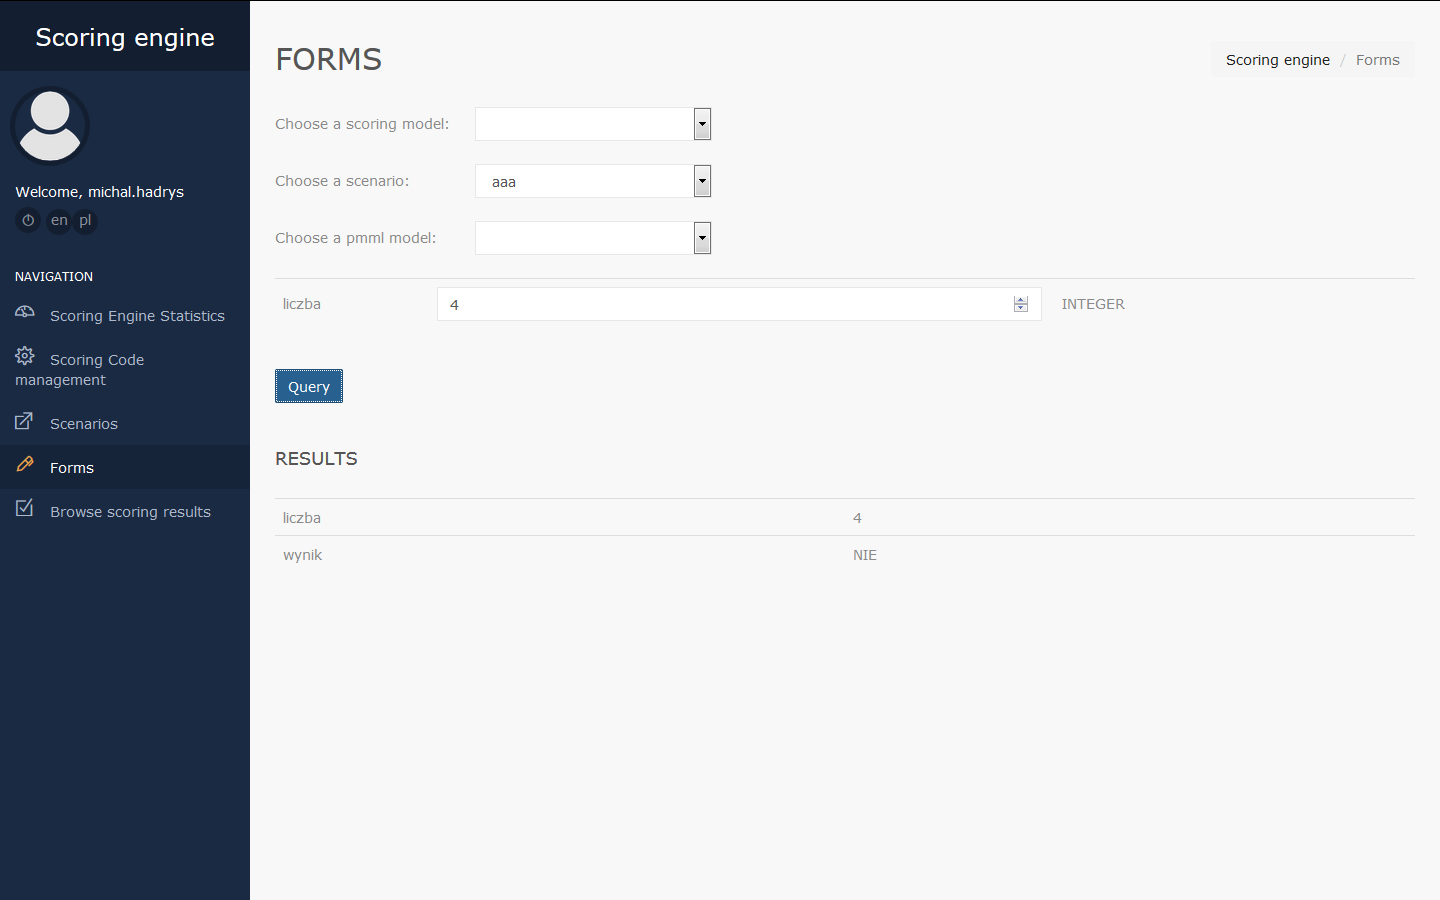 Scoring engine
Welcome, michal.hadrys
en pl
NAVIGATION
Scoring Engine Statistics
Scoring Code
management
Scenarios
Forms
Browse scoring results
FORMS
Scoring engine / Forms
Choose a scoring model:
Choose a scenario: aaa
Choose a pmml model:
liczba 4 INTEGER
Query
RESULTS
liczba 4
wynik NIE